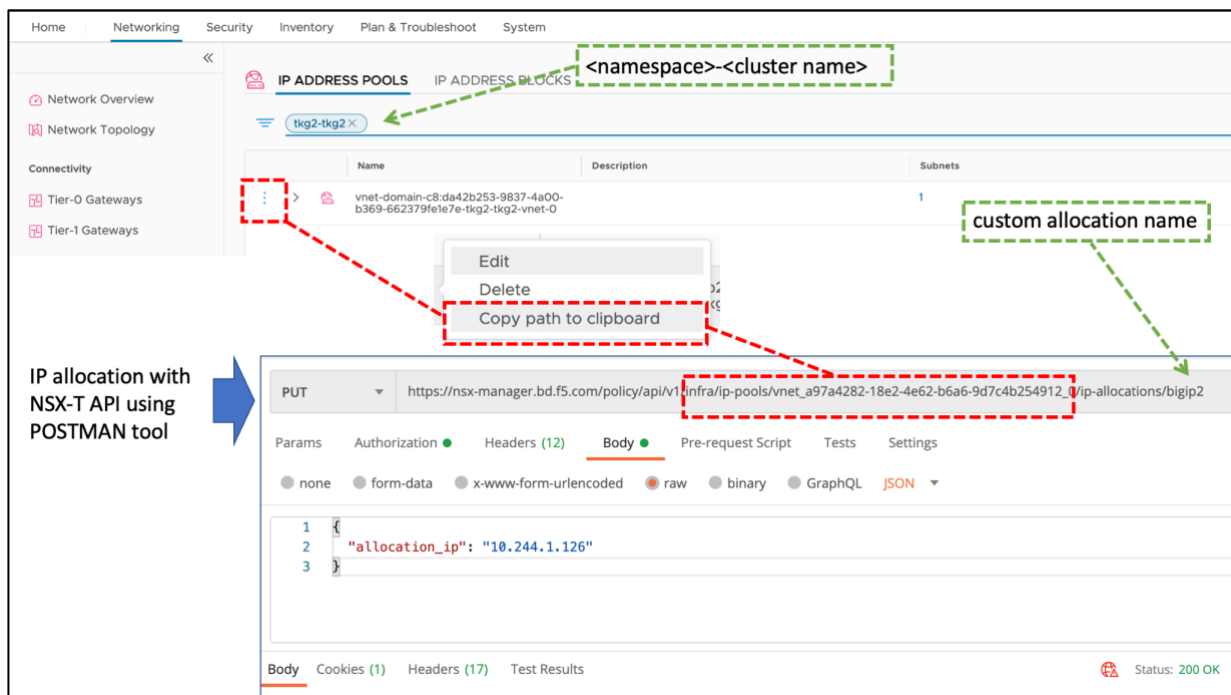 Home Networking Security Inventory Plan & Troubleshoot System
«
<namespace>-<cluster name>
IP ADDRESS POOLS IP ADDRESS BLOCKS
Network Overview
tkg2-tkg2 ×
Network Topology
Connectivity
Name Description Subnets
Tier-0 Gateways
vnet-domain-c8:da42b253-9837-4a00-
b369-662379fe1e7e-tkg2-tkg2-vnet-0
1
custom allocation name
Tier-1 Gateways
Edit
Delete
Copy path to clipboard
IP allocation with
NSX-T API using
POSTMAN tool
PUT https://nsx-manager.bd.f5.com/policy/api/v1/infra/ip-pools/vnet_a97a4282-18e2-4e62-b6a6-9d7c4b254912_0/ip-allocations/bigip2
Params Authorization Headers (12) Body Pre-request Script Tests Settings
none form-data x-www-form-urlencoded raw binary GraphQL JSON
1 {
2 "allocation_ip": "10.244.1.126"
3 }
Body Cookies (1) Headers (17) Test Results Status: 200 OK